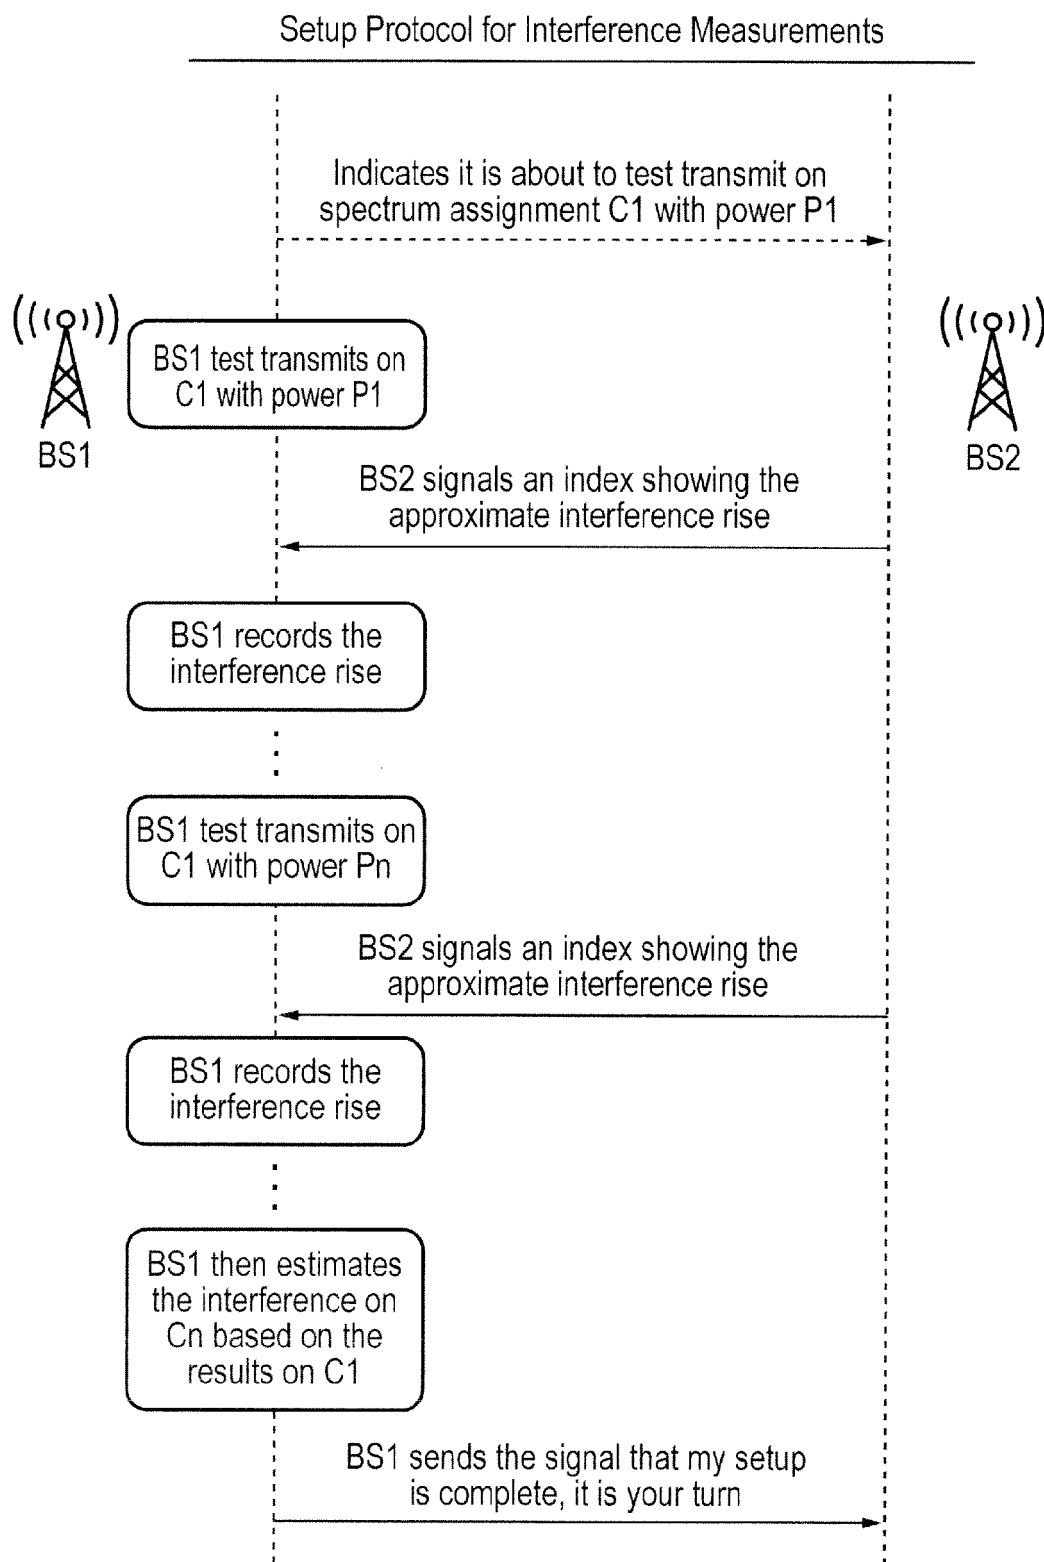 Setup Protocol for Interference Measurements
Indicates it is about to test transmit on
spectrum assignment C1 with power P1
BS1 test transmits on
C1 with power P1
BS1
BS2
BS2 signals an index showing the
approximate interference rise
BS1 records the
interference rise
BS1 test transmits on
C1 with power Pn
BS2 signals an index showing the
approximate interference rise
BS1 records the
interference rise
BS1 then estimates
the interference on
Cn based on the
results on C1
BS1 sends the signal that my setup
is complete, it is your turn